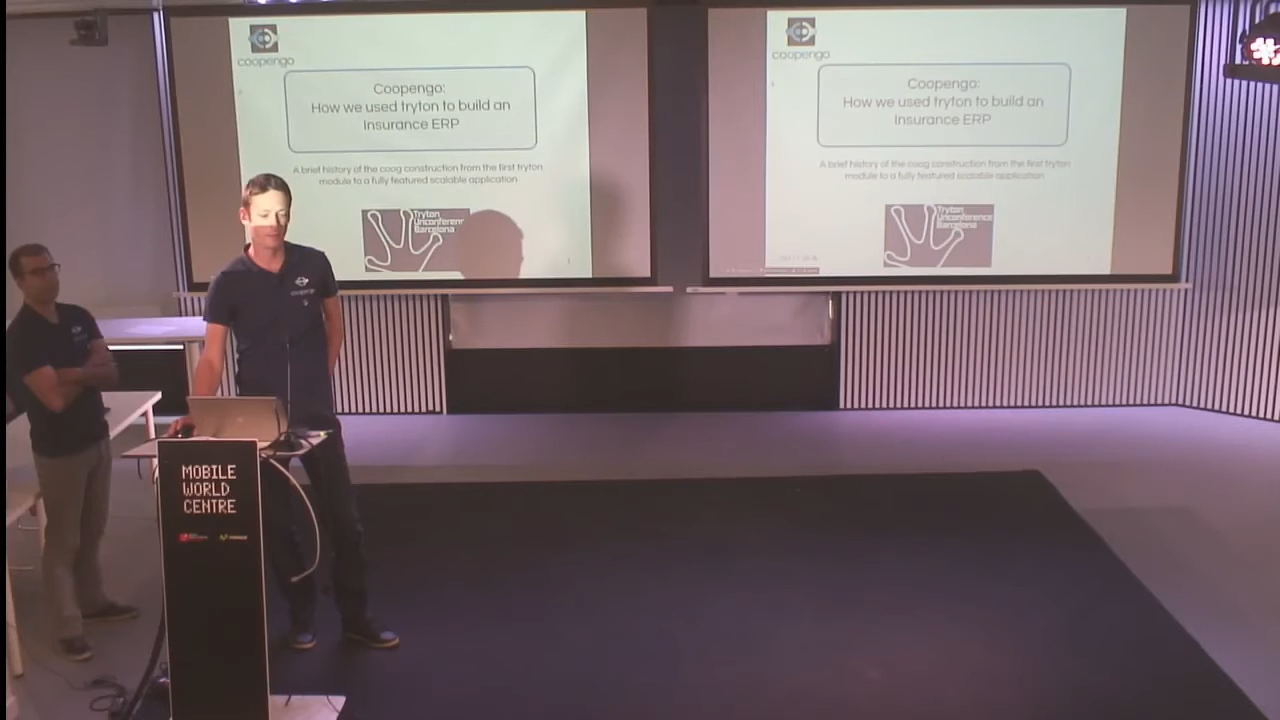 coopengo
Coopengo:
How we used tryton to build an
Insurance ERP
A brief history of the coog construction from the first tryton
module to a fully featured scalable application
Tryton
Unconferenc
Barcelona
coopengo
Coopengo:
How we used tryton to build an
Insurance ERP
A brief history of the coog construction from the first tryton
module to a fully featured scalable application
Tryton
Unconference
Barcelona
coopengo
MOBILE
WORLD
CENTRE